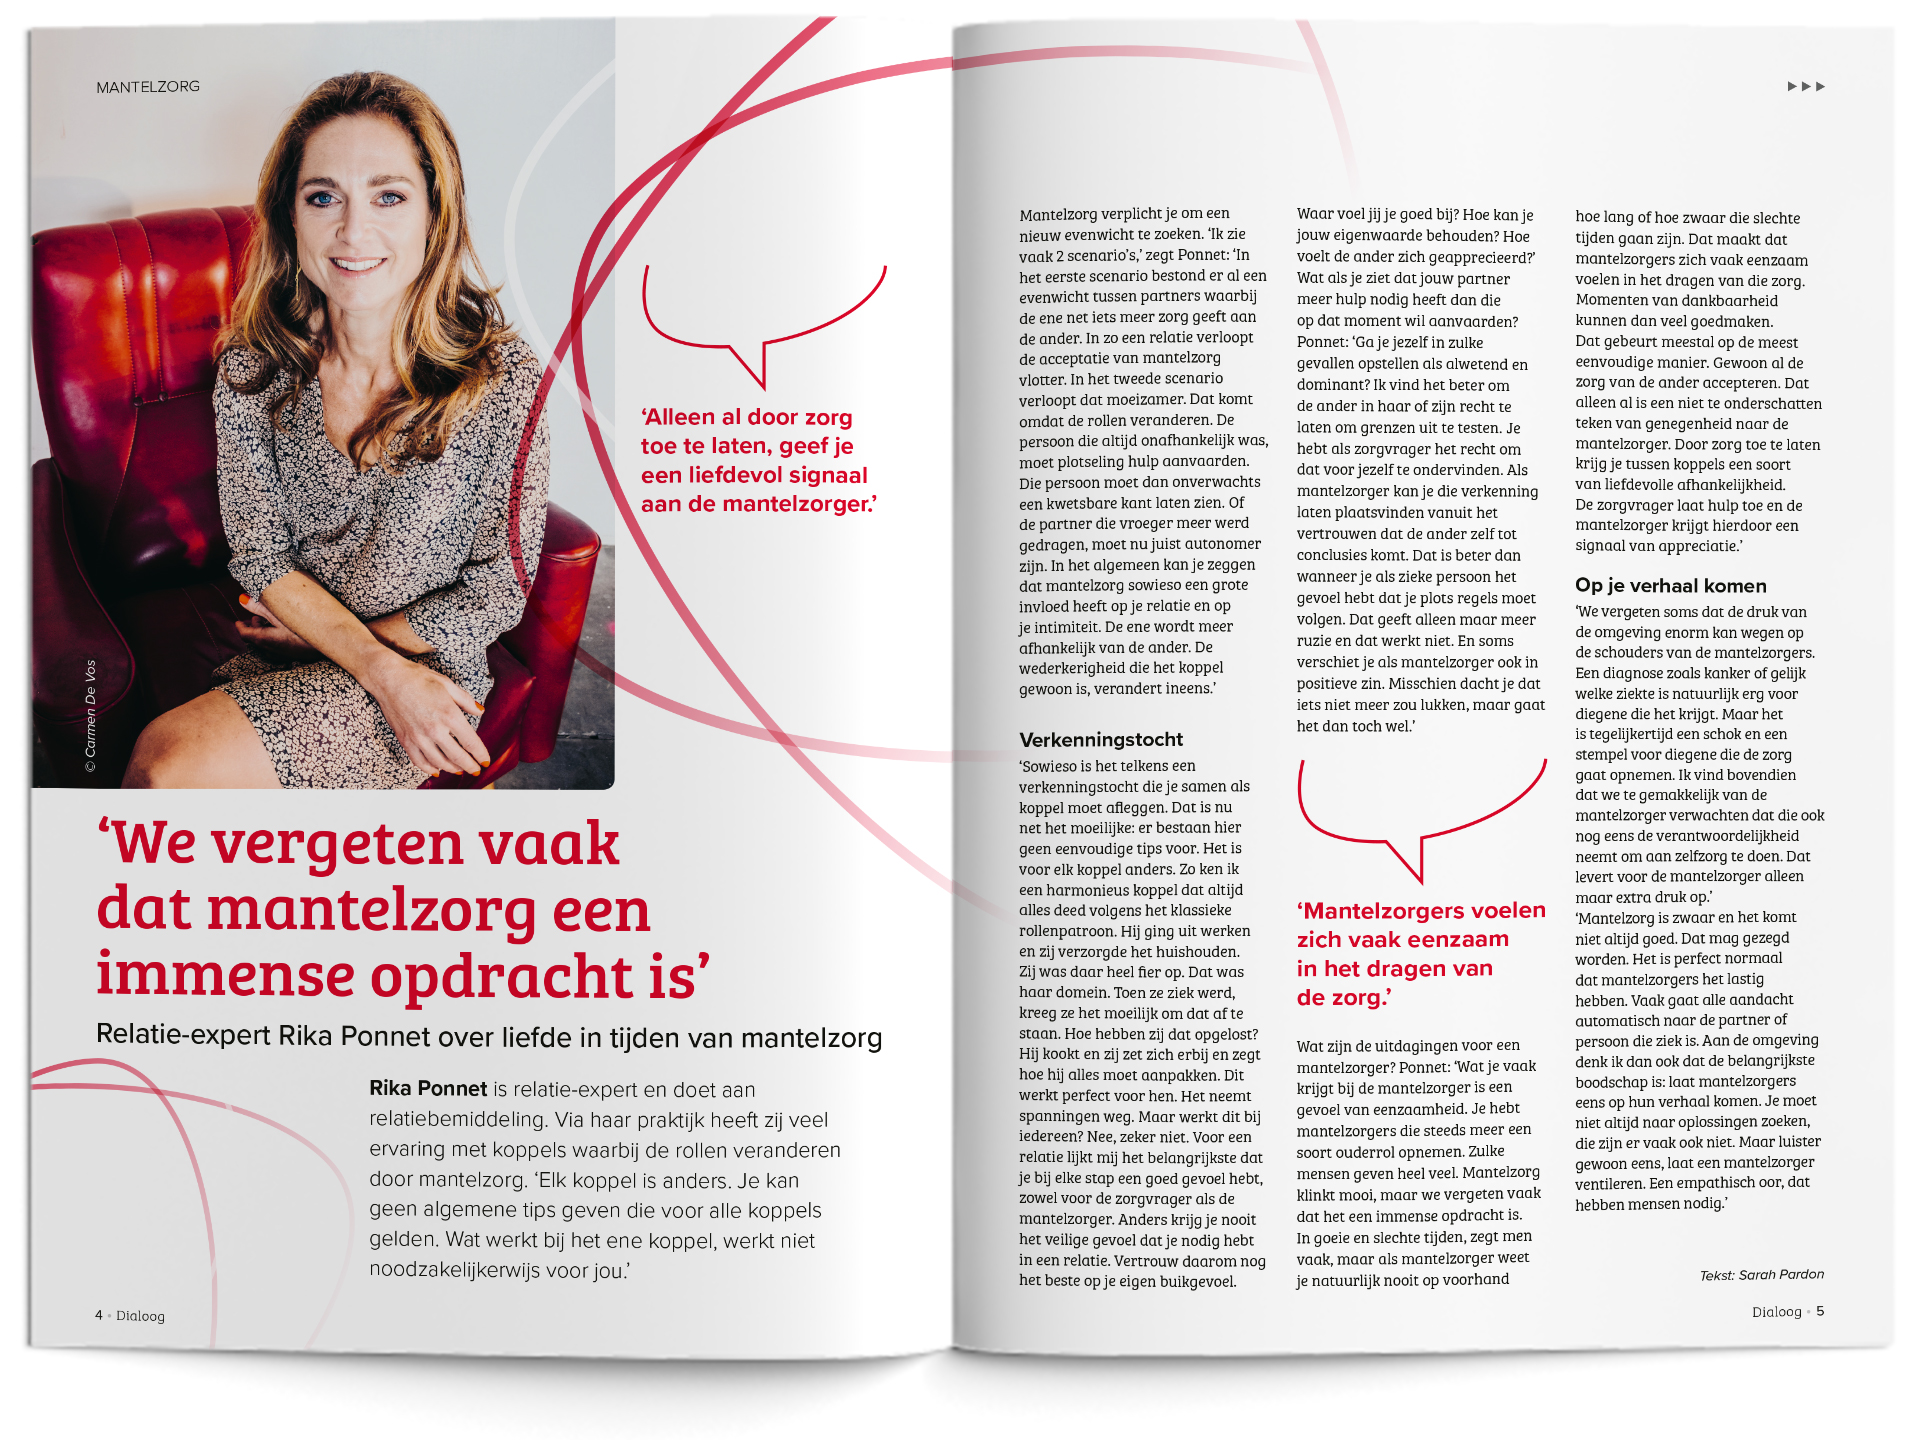 MANTELZORG
© Carmen De Vos
‘Alleen al door zorg
toe te laten, geef je
een liefdevol signaal
aan de mantelzorger.’
‘We vergeten vaak
dat mantelzorg een
immense opdracht is’
Relatie-expert Rika Ponnet over liefde in tijden van mantelzorg
Rika Ponnet is relatie-expert en doet aan
relatiebemiddeling. Via haar praktijk heeft zij veel
ervaring met koppels waarbij de rollen veranderen
door mantelzorg. ‘Elk koppel is anders. Je kan
geen algemene tips geven die voor alle koppels
gelden. Wat werkt bij het ene koppel, werkt niet
noodzakelijkerwijs voor jou.’
4 • Dialoog
Mantelzorg verplicht je om een
nieuw evenwicht te zoeken. ‘Ik zie
vaak 2 scenario’s,’ zegt Ponnet: ‘In
het eerste scenario bestond er al een
evenwicht tussen partners waarbij
de ene net iets meer zorg geeft aan
de ander. In zo een relatie verloopt
de acceptatie van mantelzorg
vlotter. In het tweede scenario
verloopt dat moeizamer. Dat komt
omdat de rollen veranderen. De
persoon die altijd onafhankelijk was,
moet plotseling hulp aanvaarden.
Die persoon moet dan onverwachts
een kwetsbare kant laten zien. Of
de partner die vroeger meer werd
gedragen, moet nu juist autonomer
zijn. In het algemeen kan je zeggen
dat mantelzorg sowieso een grote
invloed heeft op je relatie en op
je intimiteit. De ene wordt meer
afhankelijk van de ander. De
wederkerigheid die het koppel
gewoon is, verandert ineens.’
Verkenningstocht
‘Sowieso is het telkens een
verkenningstocht die je samen als
koppel moet afleggen. Dat is nu
net het moeilijke: er bestaan hier
geen eenvoudige tips voor. Het is
voor elk koppel anders. Zo ken ik
een harmonieus koppel dat altijd
alles deed volgens het klassieke
rollenpatroon. Hij ging uit werken
en zij verzorgde het huishouden.
Zij was daar heel fier op. Dat was
haar domein. Toen ze ziek werd,
kreeg ze het moeilijk om dat af te
staan. Hoe hebben zij dat opgelost?
Hij kookt en zij zet zich erbij en zegt
hoe hij alles moet aanpakken. Dit
werkt perfect voor hen. Het neemt
spanningen weg. Maar werkt dit bij
iedereen? Nee, zeker niet. Voor een
relatie lijkt mij het belangrijkste dat
je bij elke stap een goed gevoel hebt,
zowel voor de zorgvrager als de
mantelzorger. Anders krijg je nooit
het veilige gevoel dat je nodig hebt
in een relatie. Vertrouw daarom nog
het beste op je eigen buikgevoel.
Waar voel jij je goed bij? Hoe kan je
jouw eigenwaarde behouden? Hoe
voelt de ander zich geapprecieerd?’
Wat als je ziet dat jouw partner
meer hulp nodig heeft dan die
op dat moment wil aanvaarden?
Ponnet: ‘Ga je jezelf in zulke
gevallen opstellen als alwetend en
dominant? Ik vind het beter om
de ander in haar of zijn recht te
laten om grenzen uit te testen. Je
hebt als zorgvrager het recht om
dat voor jezelf te ondervinden. Als
mantelzorger kan je die verkenning
laten plaatsvinden vanuit het
vertrouwen dat de ander zelf tot
conclusies komt. Dat is beter dan
wanneer je als zieke persoon het
gevoel hebt dat je plots regels moet
volgen. Dat geeft alleen maar meer
ruzie en dat werkt niet. En soms
verschiet je als mantelzorger ook in
positieve zin. Misschien dacht je dat
iets niet meer zou lukken, maar gaat
het dan toch wel.’
‘Mantelzorgers voelen
zich vaak eenzaam
in het dragen van
de zorg.’
Wat zijn de uitdagingen voor een
mantelzorger? Ponnet: ‘Wat je vaak
krijgt bij de mantelzorger is een
gevoel van eenzaamheid. Je hebt
mantelzorgers die steeds meer een
soort ouderrol opnemen. Zulke
mensen geven heel veel. Mantelzorg
klinkt mooi, maar we vergeten vaak
dat het een immense opdracht is.
In goeie en slechte tijden, zegt men
vaak, maar als mantelzorger weet
je natuurlijk nooit op voorhand
hoe lang of hoe zwaar die slechte
tijden gaan zijn. Dat maakt dat
mantelzorgers zich vaak eenzaam
voelen in het dragen van die zorg.
Momenten van dankbaarheid
kunnen dan veel goedmaken.
Dat gebeurt meestal op de meest
eenvoudige manier. Gewoon al de
zorg van de ander accepteren. Dat
alleen al is een niet te onderschatten
teken van genegenheid naar de
mantelzorger. Door zorg toe te laten
krijg je tussen koppels een soort
van liefdevolle afhankelijkheid.
De zorgvrager laat hulp toe en de
mantelzorger krijgt hierdoor een
signaal van appreciatie.’
Op je verhaal komen
‘We vergeten soms dat de druk van
de omgeving enorm kan wegen op
de schouders van de mantelzorgers.
Een diagnose zoals kanker of gelijk
welke ziekte is natuurlijk erg voor
diegene die het krijgt. Maar het
is tegelijkertijd een schok en een
stempel voor diegene die de zorg
gaat opnemen. Ik vind bovendien
dat we te gemakkelijk van de
mantelzorger verwachten dat die ook
nog eens de verantwoordelijkheid
neemt om aan zelfzorg te doen. Dat
levert voor de mantelzorger alleen
maar extra druk op.’
‘Mantelzorg is zwaar en het komt
niet altijd goed. Dat mag gezegd
worden. Het is perfect normaal
dat mantelzorgers het lastig
hebben. Vaak gaat alle aandacht
automatisch naar de partner of
persoon die ziek is. Aan de omgeving
denk ik dan ook dat de belangrijkste
boodschap is: laat mantelzorgers
eens op hun verhaal komen. Je moet
niet altijd naar oplossingen zoeken,
die zijn er vaak ook niet. Maar luister
gewoon eens, laat een mantelzorger
ventileren. Een empathisch oor, dat
hebben mensen nodig.’
Tekst: Sarah Pardon
Dialoog • 5